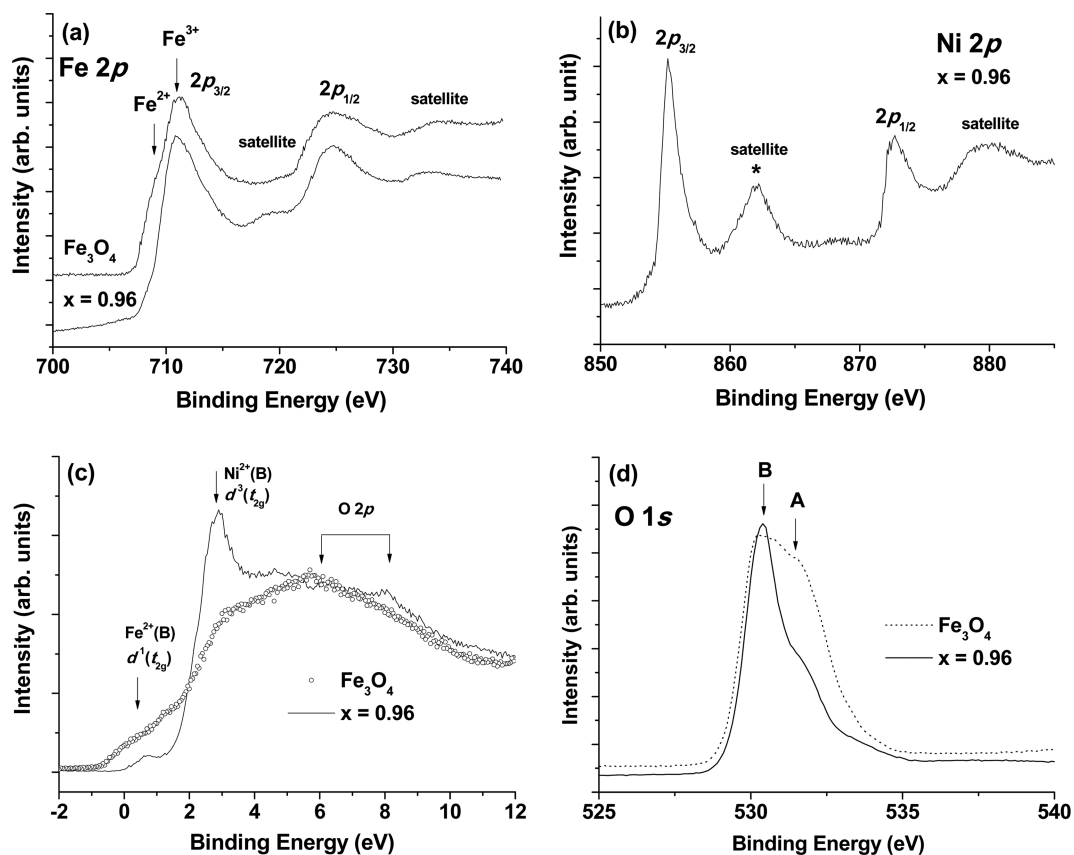 (a)
Fe 2p
Fe³⁺
Fe²⁺
2p₃/₂
2p₁/₂
satellite
satellite
Fe₃O₄
x = 0.96
Intensity (arb. units)
700 710 720 730 740
Binding Energy (eV)
(b)
Ni 2p
x = 0.96
2p₃/₂
satellite
*
2p₁/₂
satellite
Intensity (arb. unit)
850 860 870 880
Binding Energy (eV)
(c)
Ni²⁺(B)
d³(t₂g)
O 2p
Fe²⁺(B)
d¹(t₂g)
Fe₃O₄
x = 0.96
Intensity (arb. units)
-2 0 2 4 6 8 10 12
Binding Energy (eV)
(d)
O 1s
B
A
Fe₃O₄
x = 0.96
Intensity (arb. units)
525 530 535 540
Binding Energy (eV)